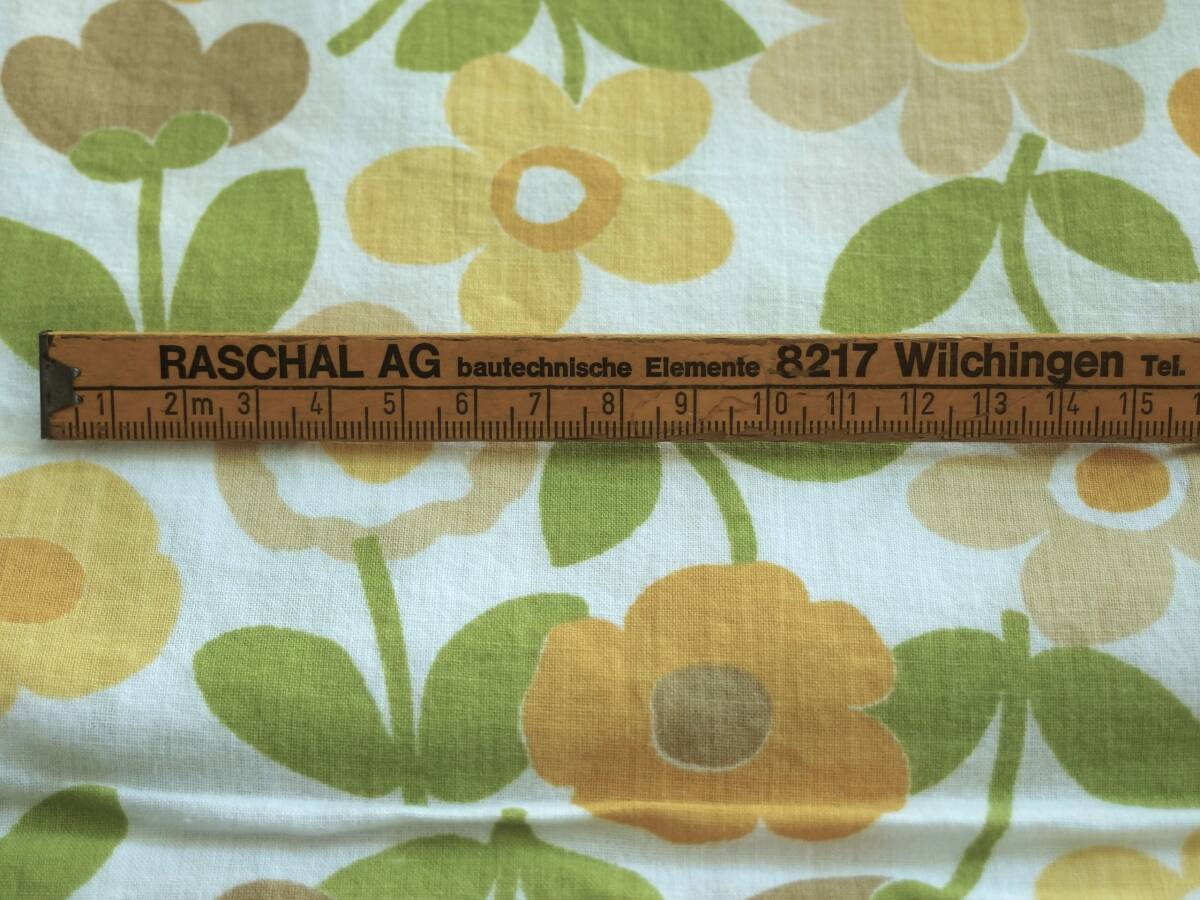 RASCHAL AG bautechnische Elemente 8217 Wilchingen Tel.
1 2 m 3 4 5 6 7 8 9 10 11 12 13 14 15 1